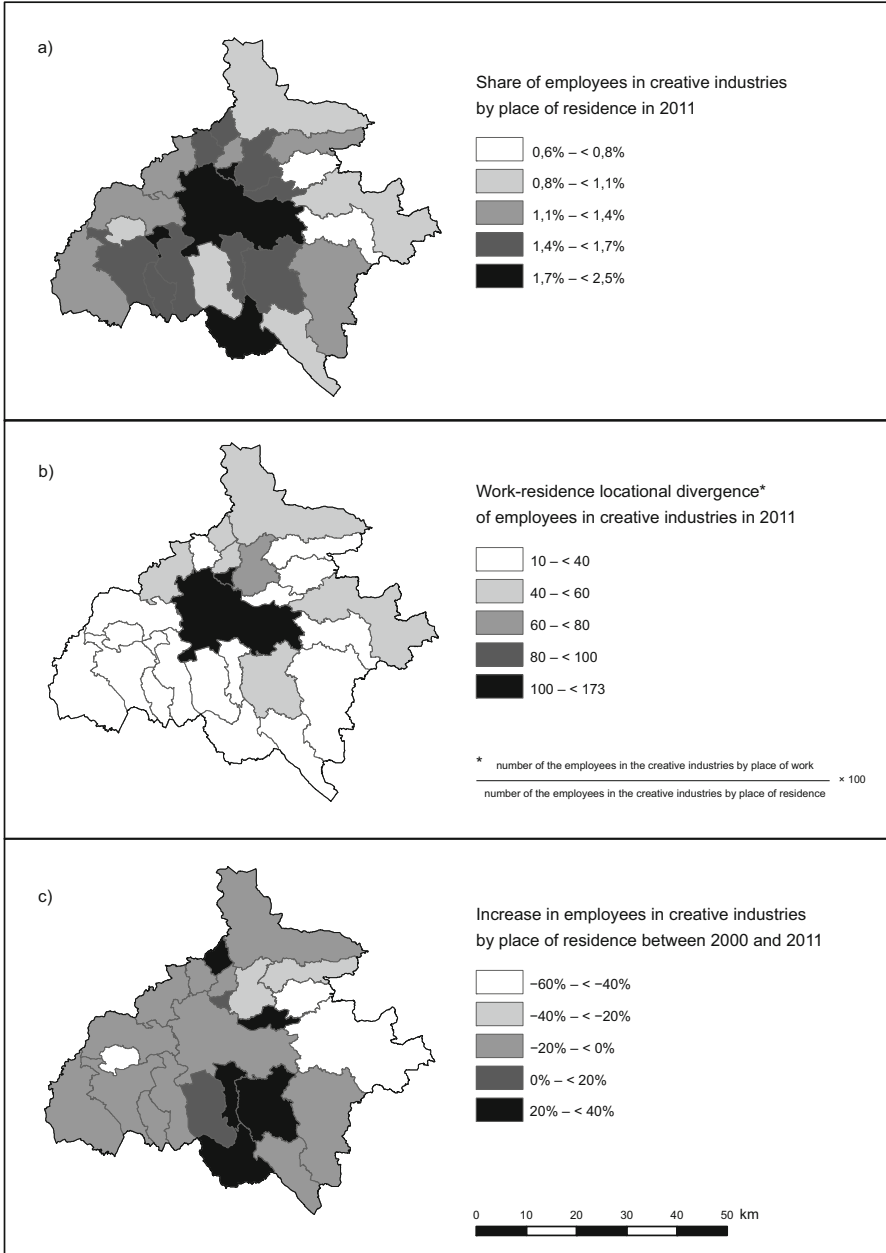 a)
Share of employees in creative industries
by place of residence in 2011
0,6% – < 0,8%
0,8% – < 1,1%
1,1% – < 1,4%
1,4% – < 1,7%
1,7% – < 2,5%
b)
Work-residence locational divergence*
of employees in creative industries in 2011
10 – < 40
40 – < 60
60 – < 80
80 – < 100
100 – < 173
* number of the employees in the creative industries by place of work
× 100
number of the employees in the creative industries by place of residence
c)
Increase in employees in creative industries
by place of residence between 2000 and 2011
−60% – < −40%
−40% – < −20%
−20% – < 0%
0% – < 20%
20% – < 40%
0 10 20 30 40 50 km